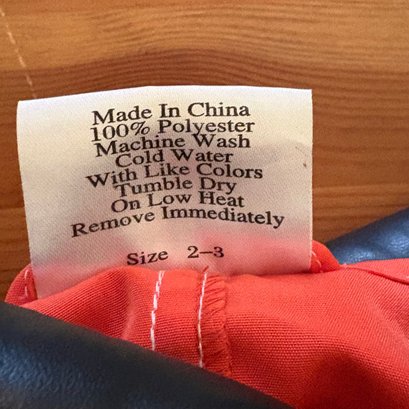 Made In China
100% Polyester
Machine Wash
Cold Water
With Like Colors
Tumble Dry
On Low Heat
Remove Immediately
Size 2-3